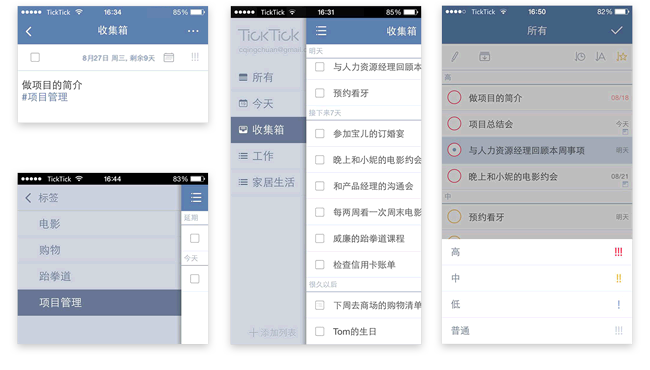 TickTick 16:34 85%
收集箱
8月27日 周三, 剩余9天 !!!
做项目的简介
#项目管理
TickTick 16:44 83%
标签
电影
购物
跆拳道
项目管理
延期
今天
TickTick 16:31 85%
TickTick
收集箱
所有
今天
收集箱
工作
家居生活
添加列表
明天
与人力资源经理回顾本
预约看牙
接下来7天
参加宝儿的订婚宴
晚上和小妮的电影约会
和产品经理的沟通会
每两周看一次周末电影
威廉的跆拳道课程
检查信用卡账单
很久以后
下周去商场的购物清单
Tom的生日
TickTick 16:50 82%
所有
高
做项目的简介 08/18
项目总结会 今天
与人力资源经理回顾本周事项 明天
晚上和小妮的电影约会 08/21
中
预约看牙 明天
高 !!!
中 !!
低 !
普通 !!!